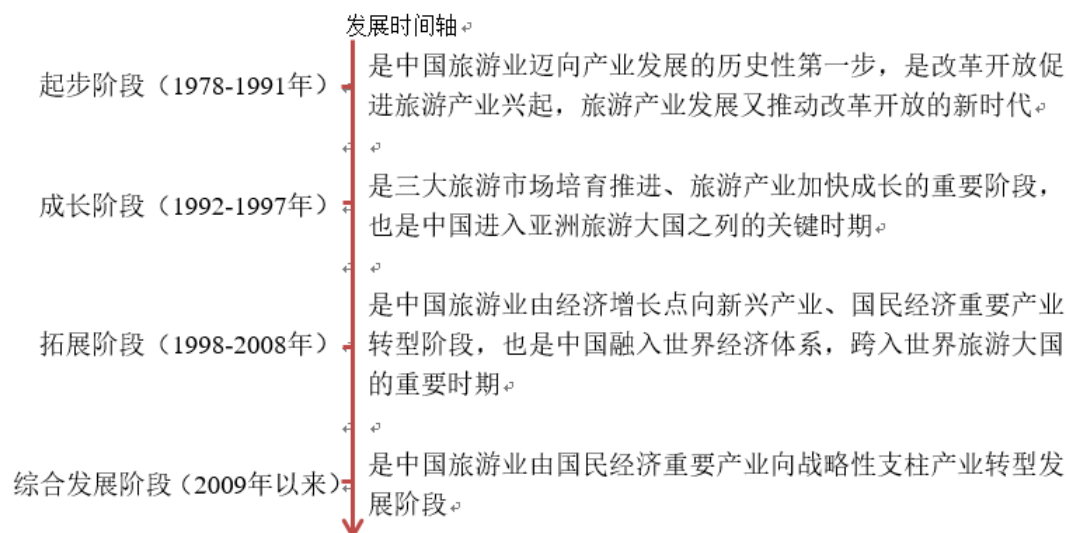 发展时间轴
起步阶段（1978-1991年）
是中国旅游业迈向产业发展的历史性第一步，是改革开放促
进旅游产业兴起，旅游产业发展又推动改革开放的新时代
成长阶段（1992-1997年）
是三大旅游市场培育推进、旅游产业加快成长的重要阶段，
也是中国进入亚洲旅游大国之列的关键时期
拓展阶段（1998-2008年）
是中国旅游业由经济增长点向新兴产业、国民经济重要产业
转型阶段，也是中国融入世界经济体系，跨入世界旅游大国
的重要时期
综合发展阶段（2009年以来）
是中国旅游业由国民经济重要产业向战略性支柱产业转型发
展阶段